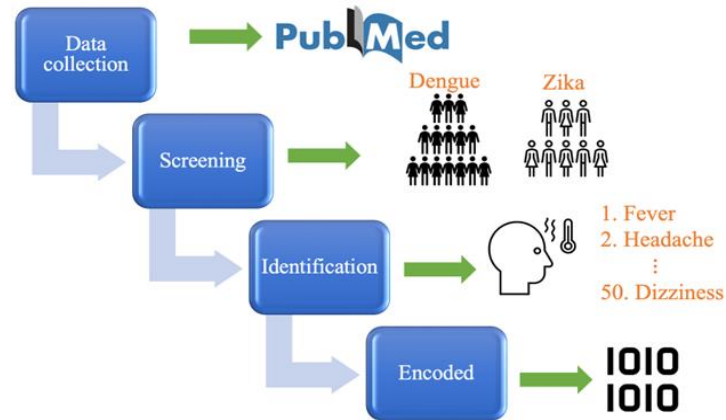 Data
collection
PubMed
Dengue
Zika
Screening
Identification
1. Fever
2. Headache
⋮
50. Dizziness
Encoded
1010
1010